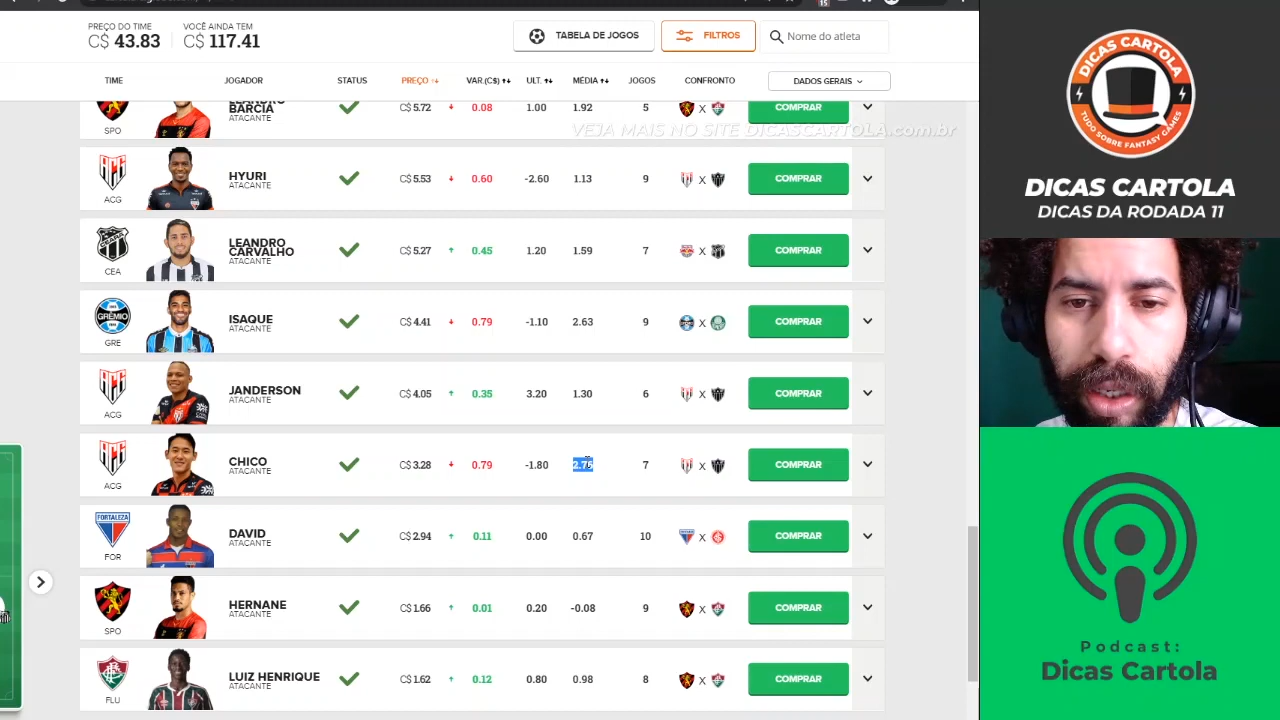 PREÇO DO TIME
C$ 43.83
VOCÊ AINDA TEM
C$ 117.41
TABELA DE JOGOS
FILTROS
Nome do atleta
TIME JOGADOR STATUS PREÇO VAR.(C$) ULT. MÉDIA JOGOS CONFRONTO DADOS GERAIS
BARCIA
ATACANTE
SPO
C$ 5.72 0.08 1.00 1.92 5 X COMPRAR
VEJA MAIS NO SITE DICASCARTOLA.com.br
HYURI
ATACANTE
ACG
C$ 5.53 0.60 -2.60 1.13 9 X COMPRAR
LEANDRO
CARVALHO
ATACANTE
CEA
C$ 5.27 0.45 1.20 1.59 7 X COMPRAR
ISAQUE
ATACANTE
GRE
C$ 4.41 0.79 -1.10 2.63 9 X COMPRAR
JANDERSON
ATACANTE
ACG
C$ 4.05 0.35 3.20 1.30 6 X COMPRAR
CHICO
ATACANTE
ACG
C$ 3.28 0.79 -1.80 2.75 7 X COMPRAR
FORTALEZA
DAVID
ATACANTE
FOR
C$ 2.94 0.11 0.00 0.67 10 X COMPRAR
HERNANE
ATACANTE
SPO
C$ 1.66 0.01 0.20 -0.08 9 X COMPRAR
LUIZ HENRIQUE
ATACANTE
FLU
C$ 1.62 0.12 0.80 0.98 8 X COMPRAR
DICAS CARTOLA
TUDO SOBRE FANTASY GAMES
DICAS CARTOLA
DICAS DA RODADA 11
Podcast:
Dicas Cartola